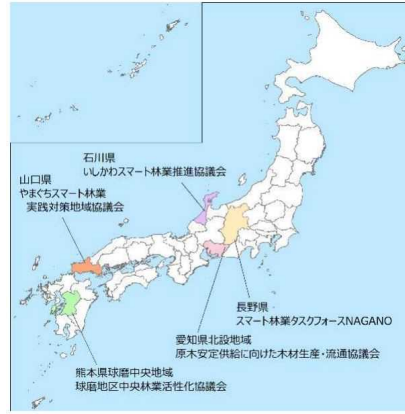 石川県
いしかわスマート林業推進協議会
山口県
やまぐちスマート林業
実践対策地域協議会
長野県
スマート林業タスクフォースNAGANO
愛知県北設地域
原木安定供給に向けた木材生産・流通協議会
熊本県球磨中央地域
球磨地区中央林業活性化協議会